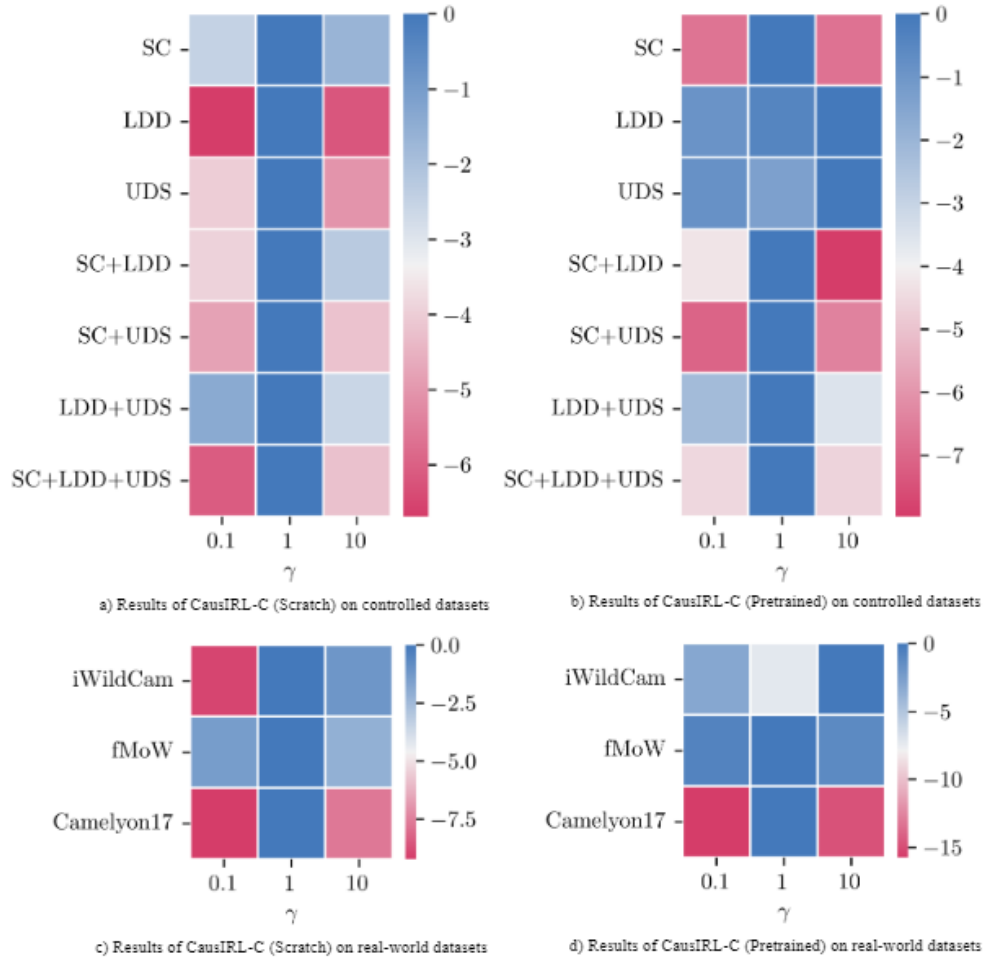 SC
LDD
UDS
SC+LDD
SC+UDS
LDD+UDS
SC+LDD+UDS
0.1 1 10
γ
0
−1
−2
−3
−4
−5
−6
a) Results of CausIRL-C (Scratch) on controlled datasets
SC
LDD
UDS
SC+LDD
SC+UDS
LDD+UDS
SC+LDD+UDS
0.1 1 10
γ
0
−1
−2
−3
−4
−5
−6
−7
b) Results of CausIRL-C (Pretrained) on controlled datasets
iWildCam
fMoW
Camelyon17
0.1 1 10
γ
0.0
−2.5
−5.0
−7.5
c) Results of CausIRL-C (Scratch) on real-world datasets
iWildCam
fMoW
Camelyon17
0.1 1 10
γ
0
−5
−10
−15
d) Results of CausIRL-C (Pretrained) on real-world datasets